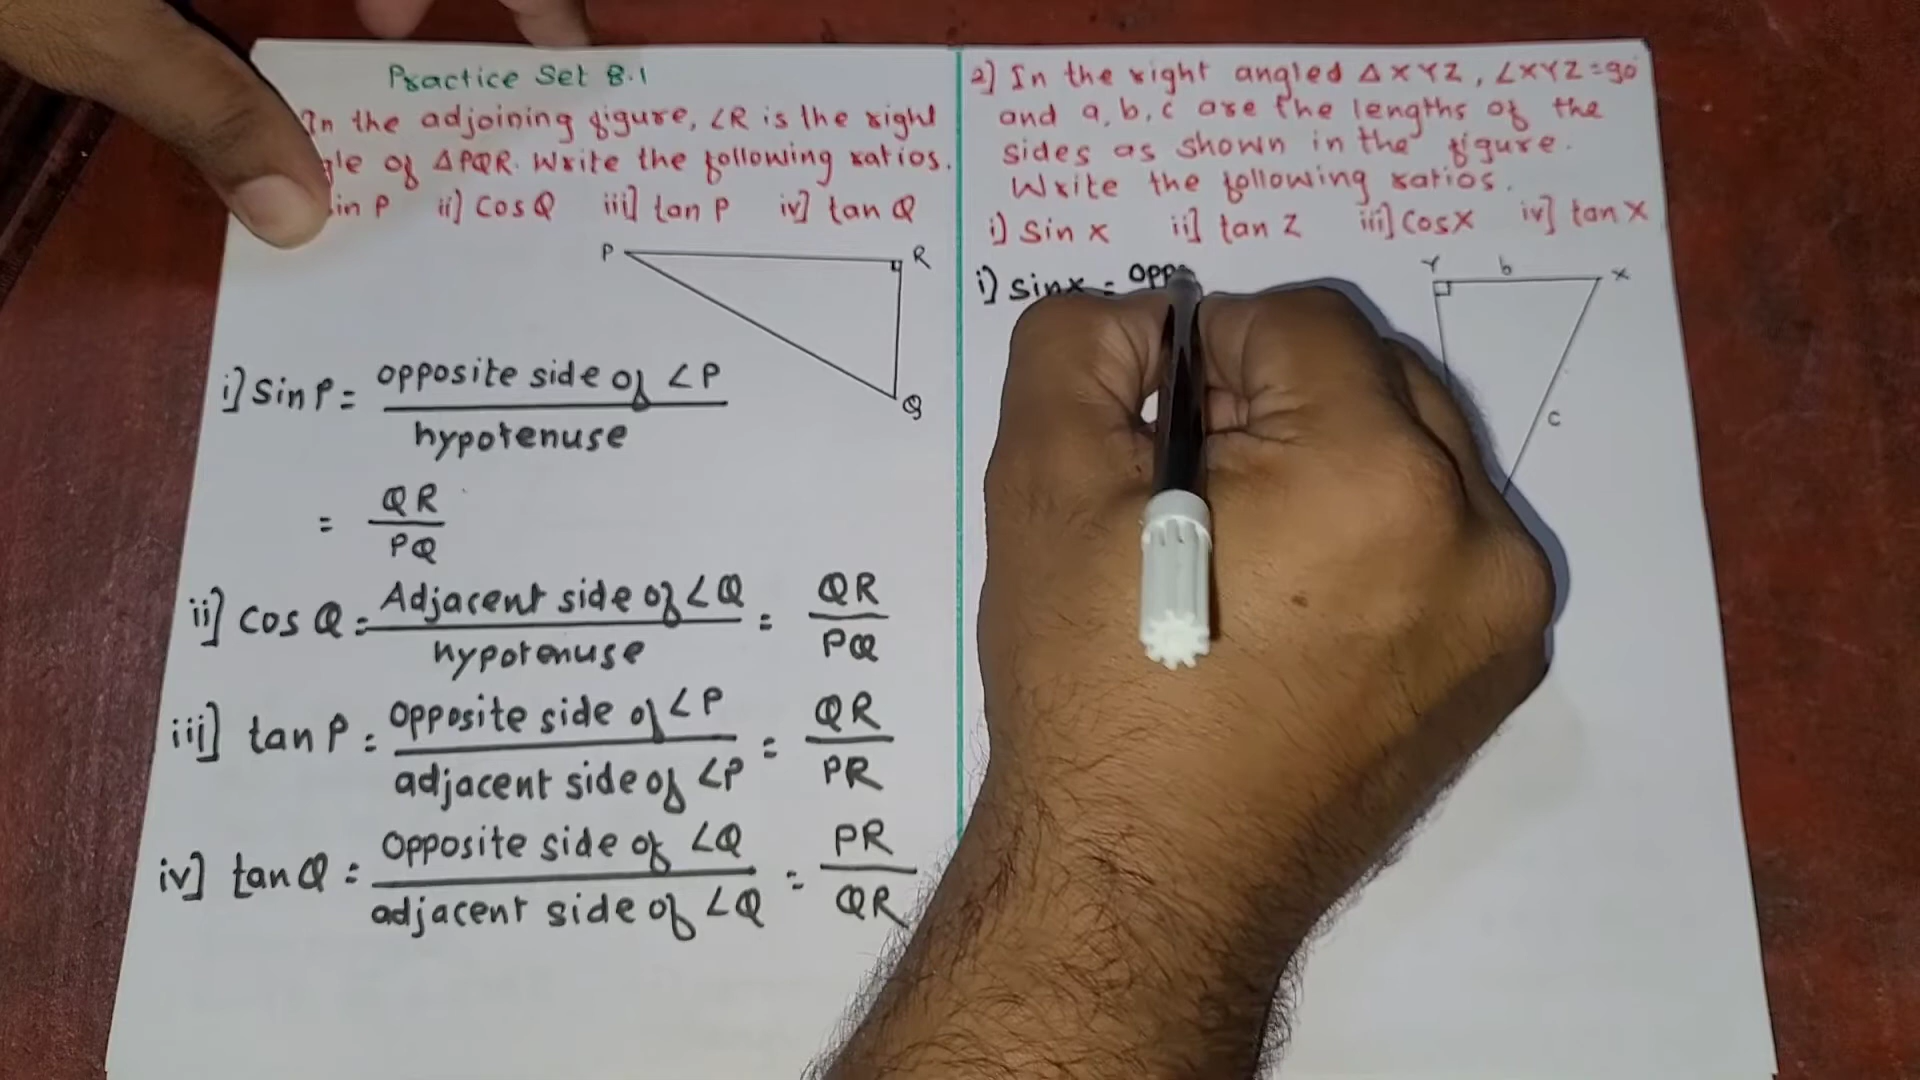 Practice Set 8.1
In the adjoining figure, ∠R is the right
gle of ΔPQR. Write the following ratios.
in P ii] cos Q iii] tan P iv] tan Q
P
R
Q
i] Sin P = opposite side of ∠P
hypotenuse
= QR
PQ
ii] cos Q = Adjacent side of ∠Q = QR
hypotenuse PQ
iii] tan P = opposite side of ∠P = QR
adjacent side of ∠P PR
iv] tan Q = opposite side of ∠Q = PR
adjacent side of ∠Q QR
2] In the right angled ΔXYZ, ∠XYZ=90
and a, b, c are the lengths of the
sides as shown in the figure.
Write the following ratios.
i) sin x ii] tan Z iii] cos X iv] tan X
i) sin x = opp
Y b X
c